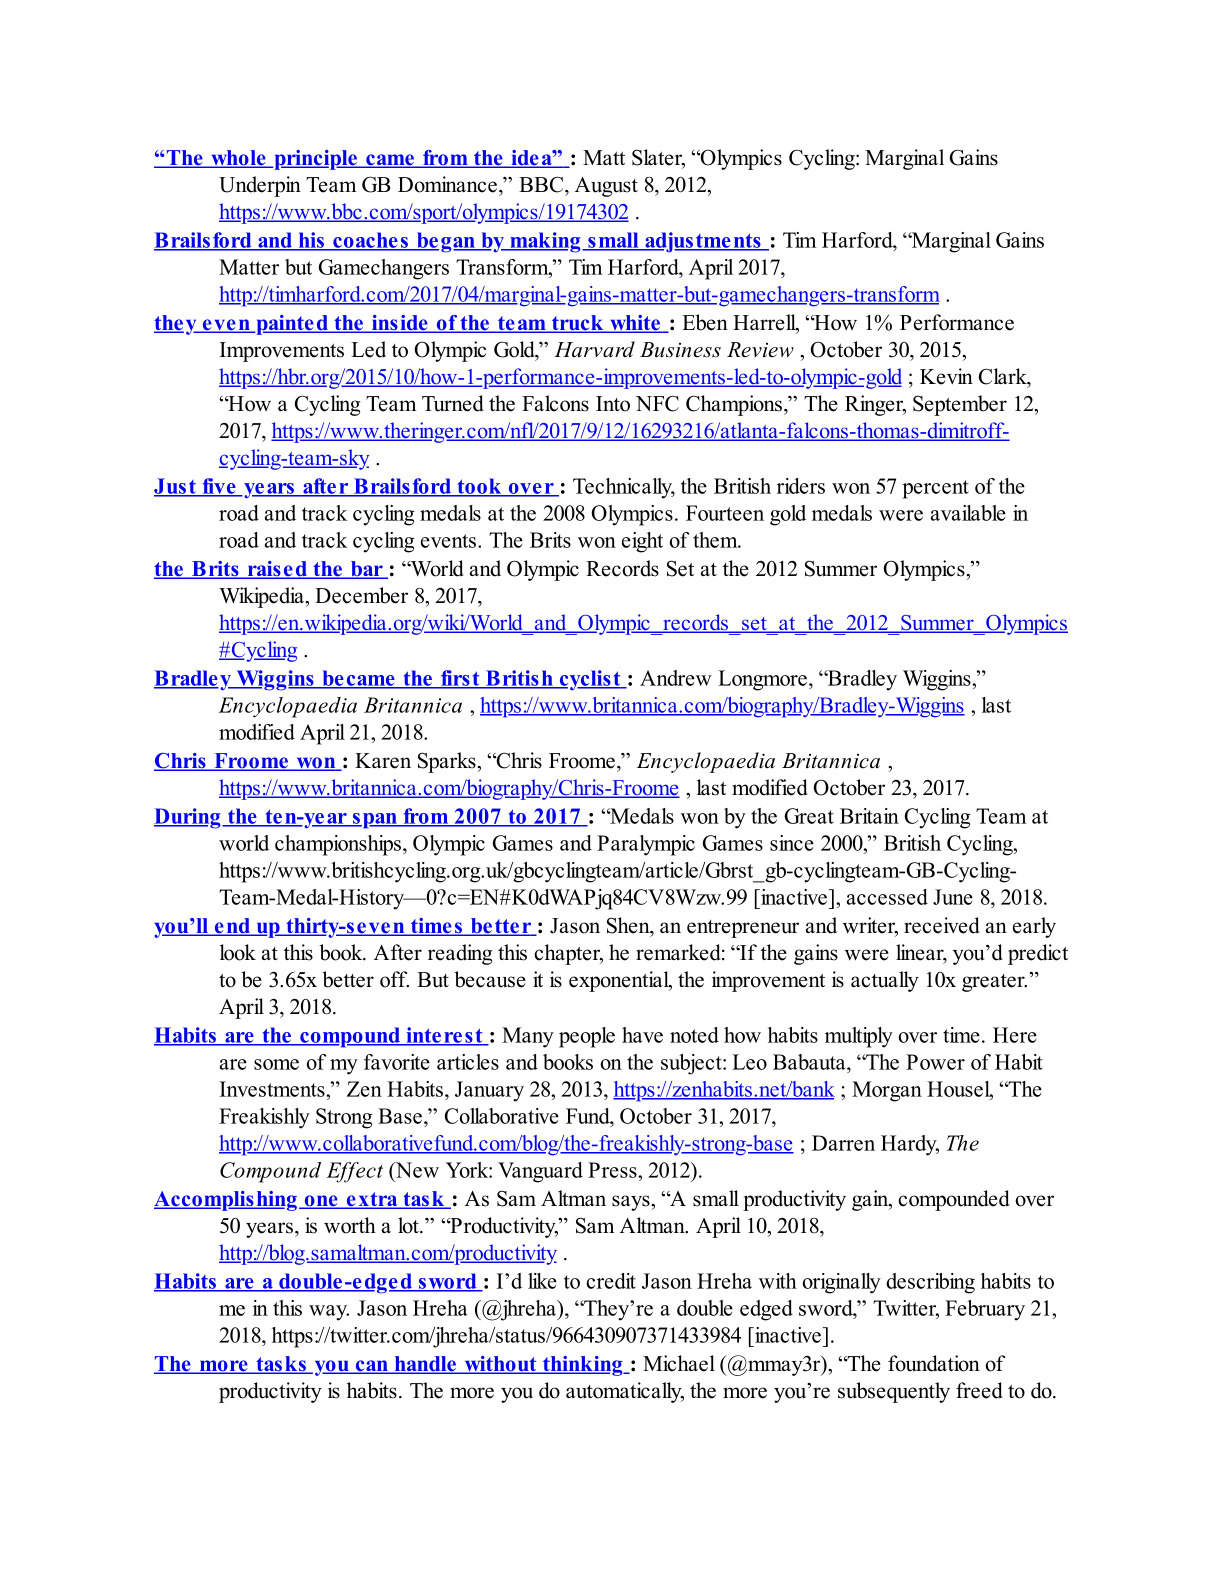 “The whole principle came from the idea” : Matt Slater, “Olympics Cycling: Marginal Gains
Underpin Team GB Dominance,” BBC, August 8, 2012,
https://www.bbc.com/sport/olympics/19174302 .
Brailsford and his coaches began by making small adjustments : Tim Harford, “Marginal Gains
Matter but Gamechangers Transform,” Tim Harford, April 2017,
http://timharford.com/2017/04/marginal-gains-matter-but-gamechangers-transform .
they even painted the inside of the team truck white : Eben Harrell, “How 1% Performance
Improvements Led to Olympic Gold,” Harvard Business Review , October 30, 2015,
https://hbr.org/2015/10/how-1-performance-improvements-led-to-olympic-gold ; Kevin Clark,
“How a Cycling Team Turned the Falcons Into NFC Champions,” The Ringer, September 12,
2017, https://www.theringer.com/nfl/2017/9/12/16293216/atlanta-falcons-thomas-dimitroff-
cycling-team-sky .
Just five years after Brailsford took over : Technically, the British riders won 57 percent of the
road and track cycling medals at the 2008 Olympics. Fourteen gold medals were available in
road and track cycling events. The Brits won eight of them.
the Brits raised the bar : “World and Olympic Records Set at the 2012 Summer Olympics,”
Wikipedia, December 8, 2017,
https://en.wikipedia.org/wiki/World_and_Olympic_records_set_at_the_2012_Summer_Olympics
#Cycling .
Bradley Wiggins became the first British cyclist : Andrew Longmore, “Bradley Wiggins,”
Encyclopaedia Britannica , https://www.britannica.com/biography/Bradley-Wiggins , last
modified April 21, 2018.
Chris Froome won : Karen Sparks, “Chris Froome,” Encyclopaedia Britannica ,
https://www.britannica.com/biography/Chris-Froome , last modified October 23, 2017.
During the ten-year span from 2007 to 2017 : “Medals won by the Great Britain Cycling Team at
world championships, Olympic Games and Paralympic Games since 2000,” British Cycling,
https://www.britishcycling.org.uk/gbcyclingteam/article/Gbrst_gb-cyclingteam-GB-Cycling-
Team-Medal-History—0?c=EN#K0dWAPjq84CV8Wzw.99 [inactive], accessed June 8, 2018.
you’ll end up thirty-seven times better : Jason Shen, an entrepreneur and writer, received an early
look at this book. After reading this chapter, he remarked: “If the gains were linear, you’d predict
to be 3.65x better off. But because it is exponential, the improvement is actually 10x greater.”
April 3, 2018.
Habits are the compound interest : Many people have noted how habits multiply over time. Here
are some of my favorite articles and books on the subject: Leo Babauta, “The Power of Habit
Investments,” Zen Habits, January 28, 2013, https://zenhabits.net/bank ; Morgan Housel, “The
Freakishly Strong Base,” Collaborative Fund, October 31, 2017,
http://www.collaborativefund.com/blog/the-freakishly-strong-base ; Darren Hardy, The
Compound Effect (New York: Vanguard Press, 2012).
Accomplishing one extra task : As Sam Altman says, “A small productivity gain, compounded over
50 years, is worth a lot.” “Productivity,” Sam Altman. April 10, 2018,
http://blog.samaltman.com/productivity .
Habits are a double-edged sword : I’d like to credit Jason Hreha with originally describing habits to
me in this way. Jason Hreha (@jhreha), “They’re a double edged sword,” Twitter, February 21,
2018, https://twitter.com/jhreha/status/966430907371433984 [inactive].
The more tasks you can handle without thinking : Michael (@mmay3r), “The foundation of
productivity is habits. The more you do automatically, the more you’re subsequently freed to do.